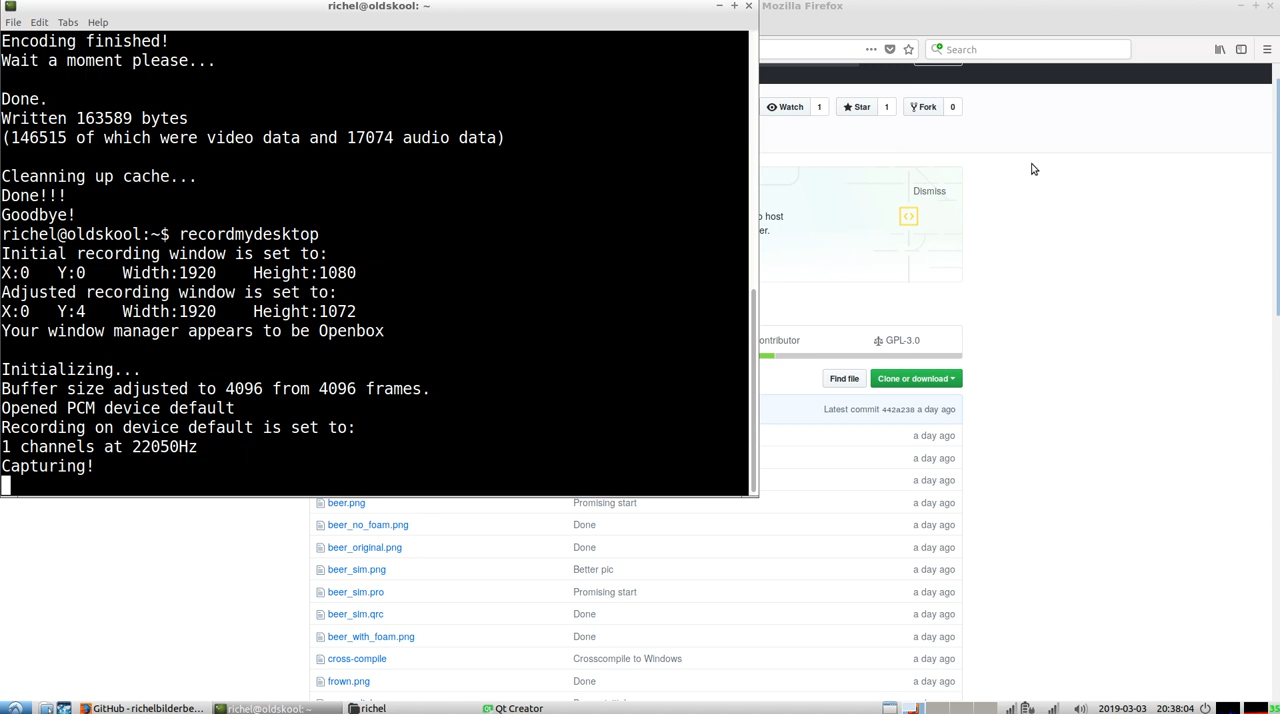 richel@oldskool: ~
File Edit Tabs Help
Encoding finished!
Wait a moment please...
Done.
Written 163589 bytes
(146515 of which were video data and 17074 audio data)
Cleanning up cache...
Done!!!
Goodbye!
richel@oldskool:~$ recordmydesktop
Initial recording window is set to:
X:0 Y:0 Width:1920 Height:1080
Adjusted recording window is set to:
X:0 Y:4 Width:1920 Height:1072
Your window manager appears to be Openbox
Initializing...
Buffer size adjusted to 4096 from 4096 frames.
Opened PCM device default
Recording on device default is set to:
1 channels at 22050Hz
Capturing!
Mozilla Firefox
Search
Watch 1 Star 1 Fork 0
Dismiss
host
er.
ontributor GPL-3.0
Find file Clone or download
Latest commit 442a238 a day ago
a day ago
a day ago
a day ago
beer.png Promising start a day ago
beer_no_foam.png Done a day ago
beer_original.png Done a day ago
beer_sim.png Better pic a day ago
beer_sim.pro Promising start a day ago
beer_sim.qrc Done a day ago
beer_with_foam.png Done a day ago
cross-compile Crosscompile to Windows a day ago
frown.png Done a day ago
GitHub - richelbilderbe... richel@oldskool: ~ richel Qt Creator 2019-03-03 20:38:04 35